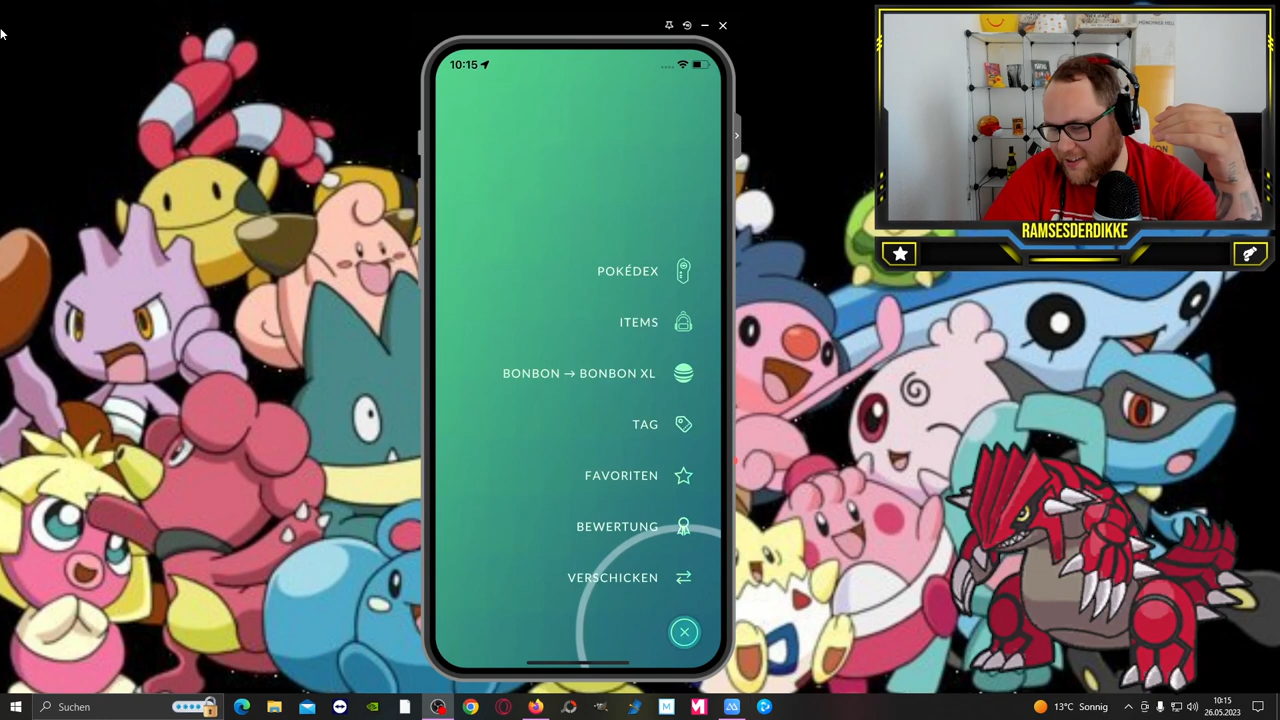 10:15
POKÉDEX
ITEMS
BONBON → BONBON XL
TAG
FAVORITEN
BEWERTUNG
VERSCHICKEN
RAMSESDERDIKKE
Suchen
13°C Sonnig
10:15
26.05.2023